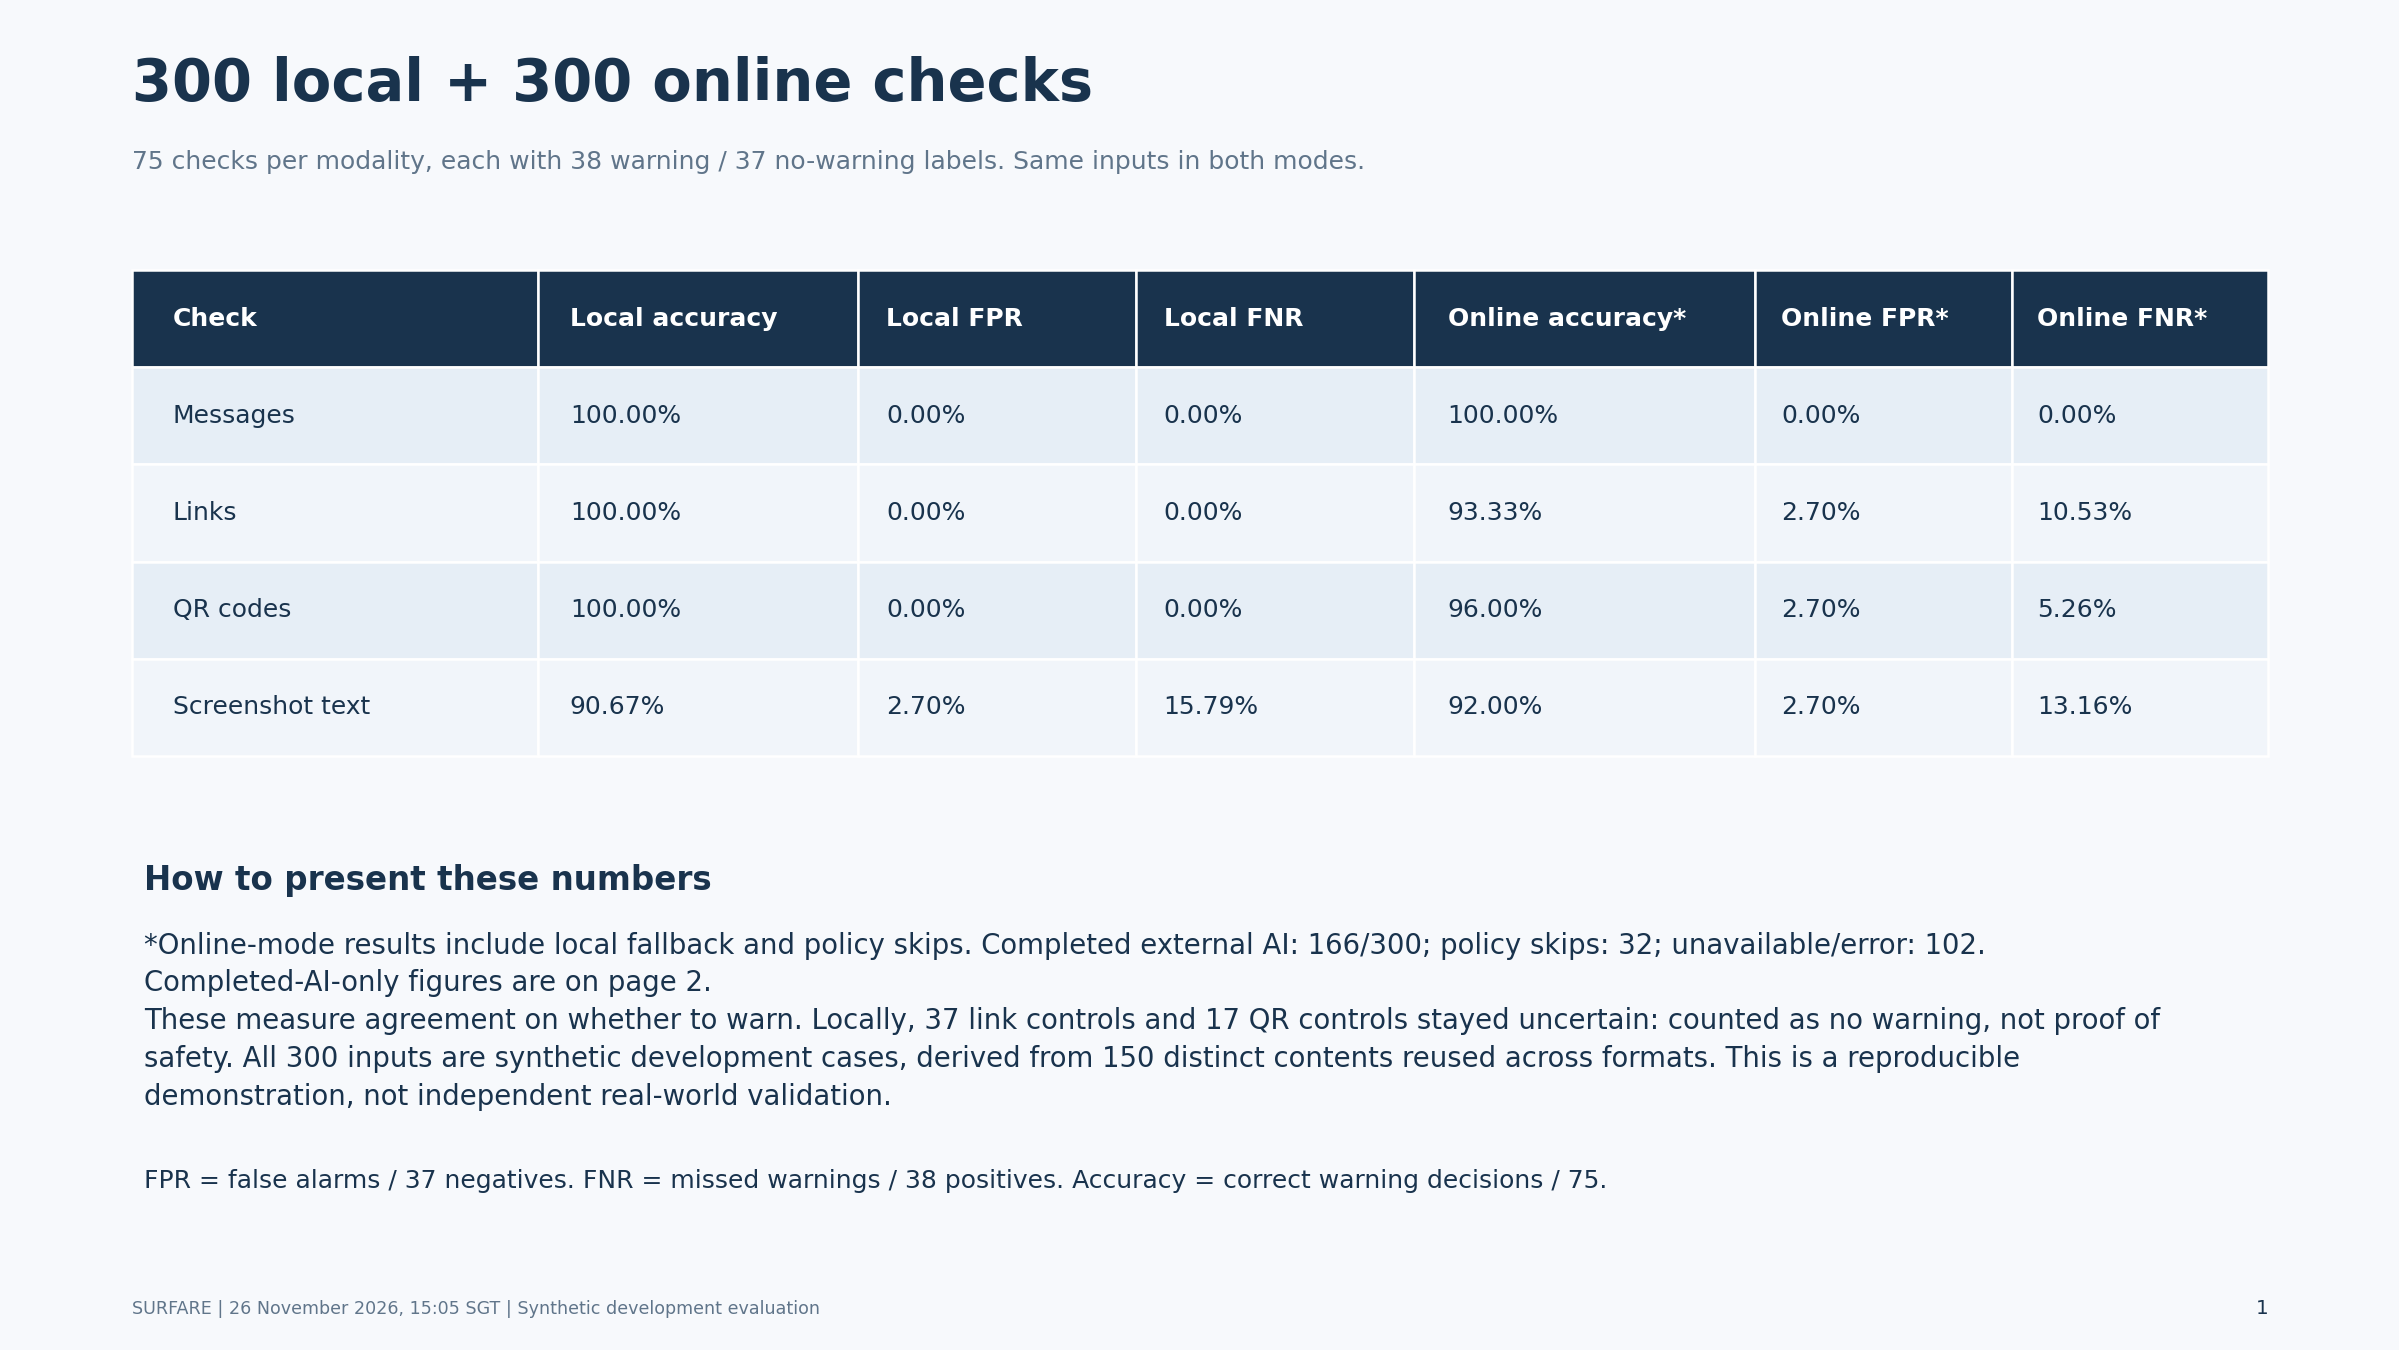 300 local + 300 online checks
75 checks per modality, each with 38 warning / 37 no-warning labels. Same inputs in both modes.
Check Local accuracy Local FPR Local FNR Online accuracy* Online FPR* Online FNR*
Messages 100.00% 0.00% 0.00% 100.00% 0.00% 0.00%
Links 100.00% 0.00% 0.00% 93.33% 2.70% 10.53%
QR codes 100.00% 0.00% 0.00% 96.00% 2.70% 5.26%
Screenshot text 90.67% 2.70% 15.79% 92.00% 2.70% 13.16%
How to present these numbers
*Online-mode results include local fallback and policy skips. Completed external AI: 166/300; policy skips: 32; unavailable/error: 102.
Completed-AI-only figures are on page 2.
These measure agreement on whether to warn. Locally, 37 link controls and 17 QR controls stayed uncertain: counted as no warning, not proof of
safety. All 300 inputs are synthetic development cases, derived from 150 distinct contents reused across formats. This is a reproducible
demonstration, not independent real-world validation.
FPR = false alarms / 37 negatives. FNR = missed warnings / 38 positives. Accuracy = correct warning decisions / 75.
SURFARE | 26 November 2026, 15:05 SGT | Synthetic development evaluation
1